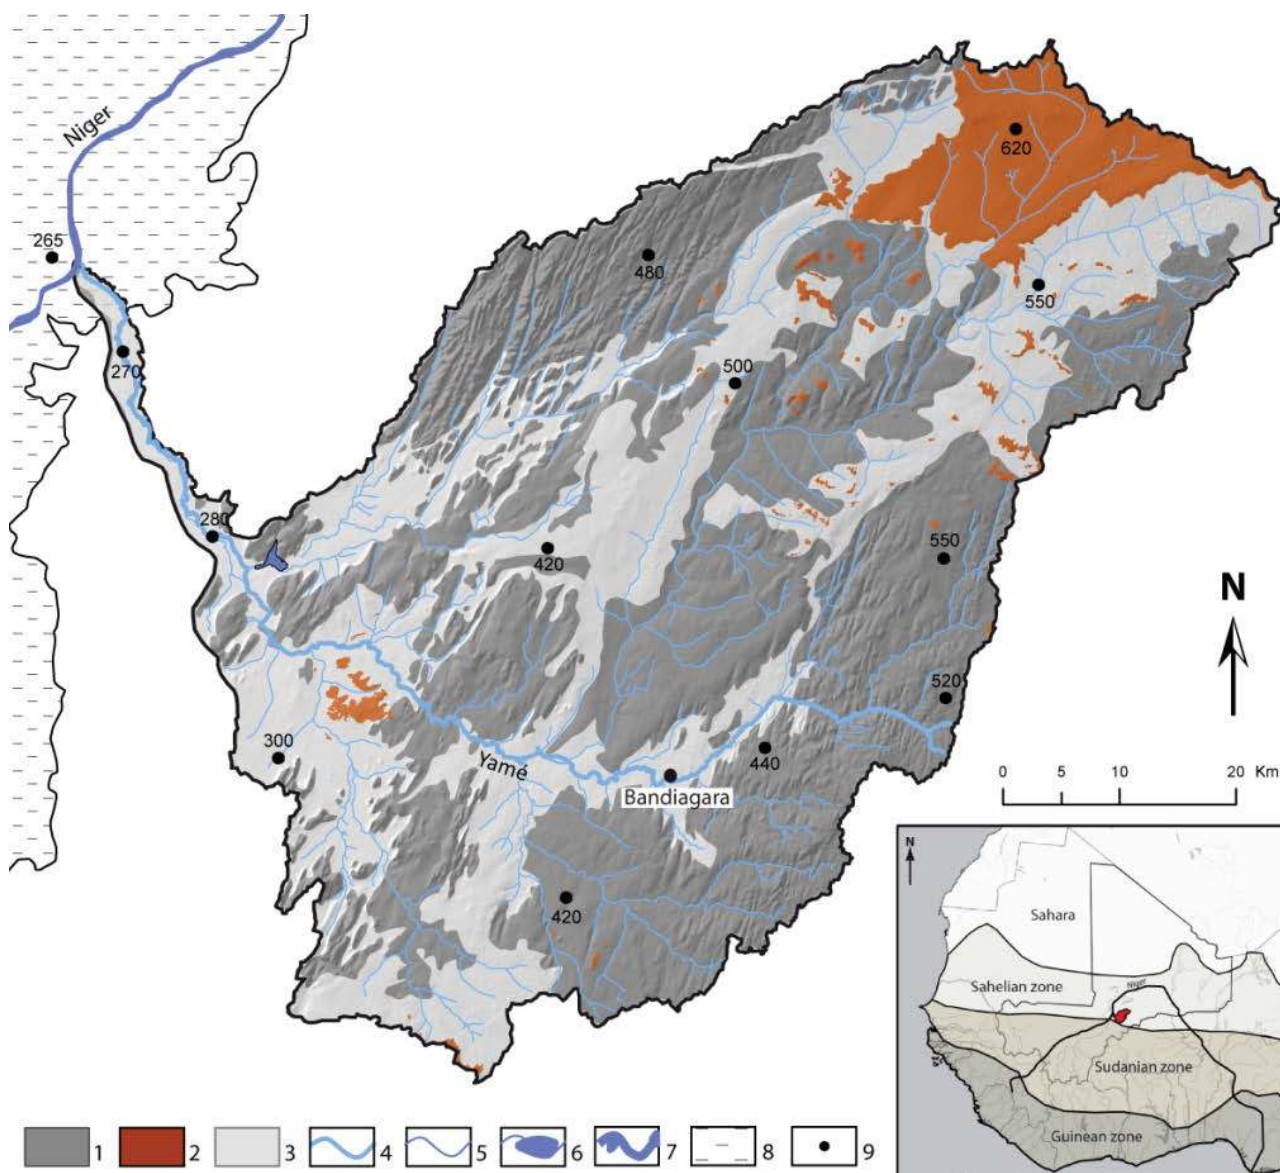 Niger
620
265
480
550
270
500
280
420
550
520
300
Yamé
440
Bandiagara
420
N
0 5 10 20 Km
N
Sahara
Sahelian zone
Niger
Sudanian zone
Guinean zone
1 2 3 4 5 6 7 8 9